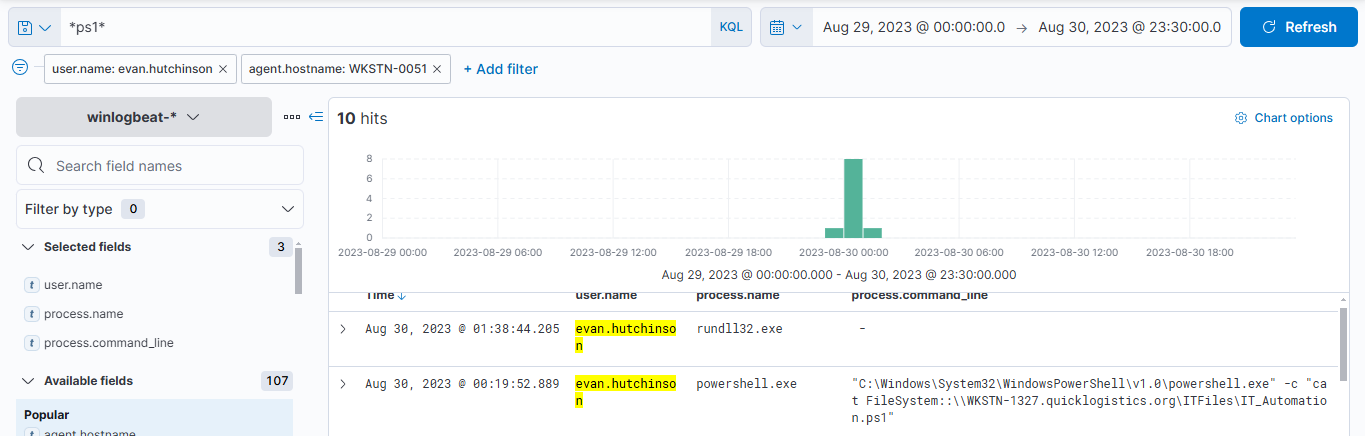 *ps1*
KQL
Aug 29, 2023 @ 00:00:00.0 → Aug 30, 2023 @ 23:30:00.0
Refresh
user.name: evan.hutchinson ×
agent.hostname: WKSTN-0051 ×
+ Add filter
winlogbeat-*
Search field names
Filter by type 0
Selected fields 3
t user.name
t process.name
t process.command_line
Available fields 107
Popular
agent.hostname
10 hits
Chart options
8
6
4
2
0
2023-08-29 00:00
2023-08-29 06:00
2023-08-29 12:00
2023-08-29 18:00
2023-08-30 00:00
2023-08-30 06:00
2023-08-30 12:00
2023-08-30 18:00
Aug 29, 2023 @ 00:00:00.000 - Aug 30, 2023 @ 23:30:00.000
Time ↓ user.name process.name process.command_line
Aug 30, 2023 @ 01:38:44.205 evan.hutchinso rundll32.exe -
n
Aug 30, 2023 @ 00:19:52.889 evan.hutchinso powershell.exe "C:\Windows\System32\WindowsPowerShell\v1.0\powershell.exe" -c "c
n at FileSystem::\\WKSTN-1327.quicklogistics.org\ITFiles\IT_Automatio
n.ps1"